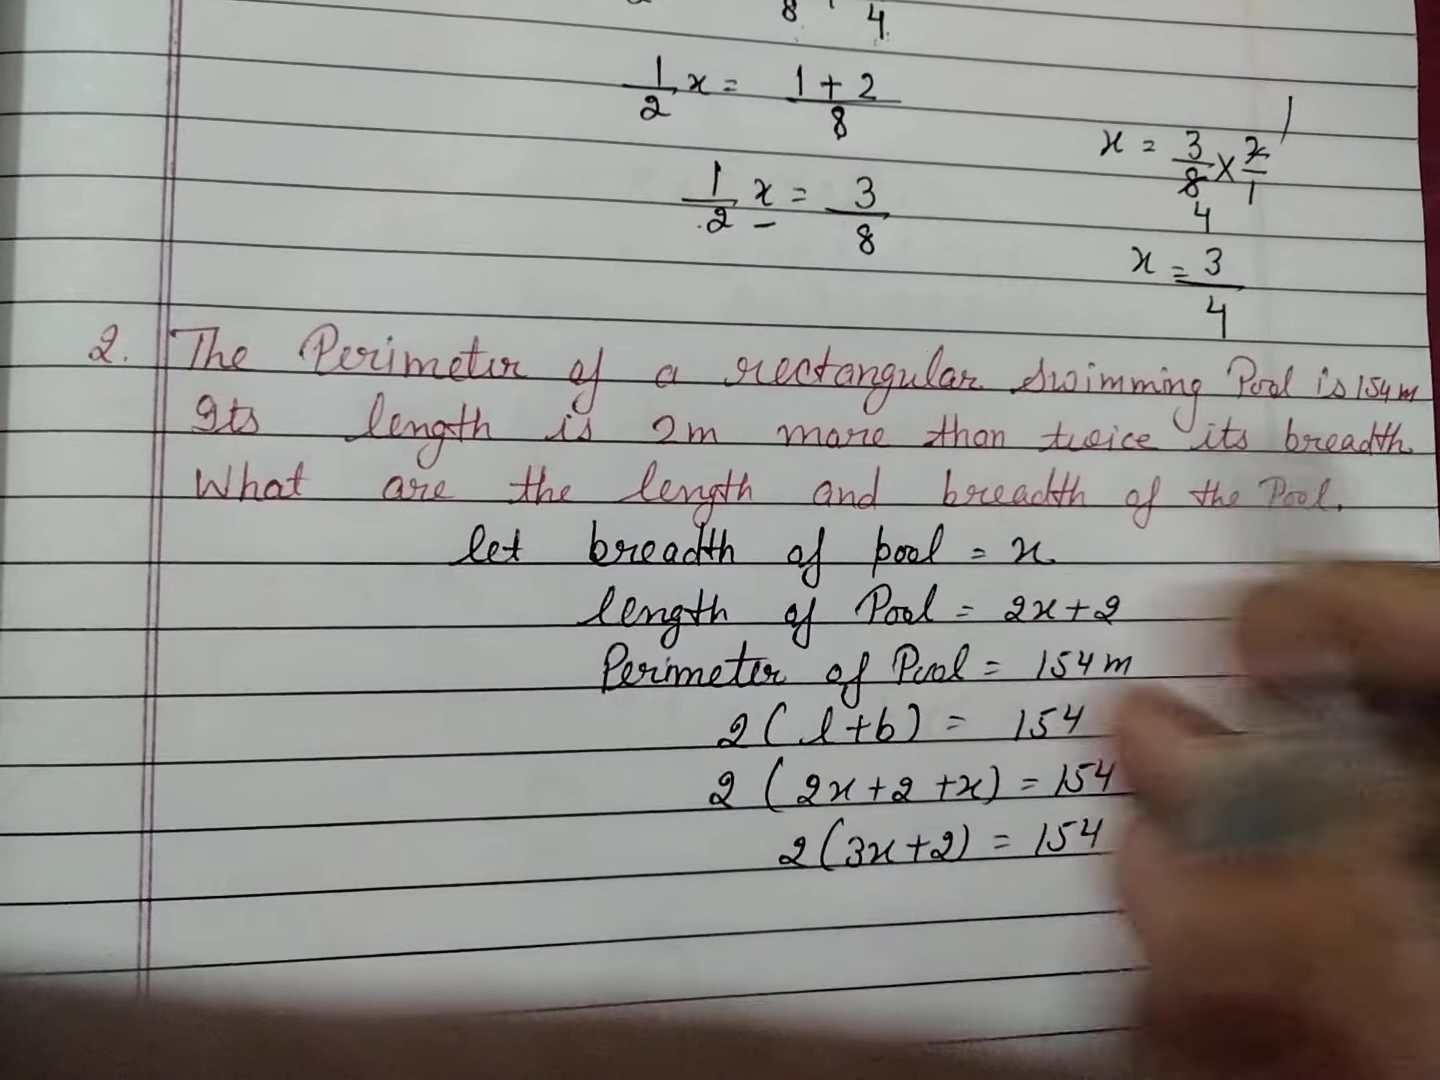 8 4
1/2 x = 1 + 2/8
1/2 x = 3/8
x = 3/8 × 2/1 1
4
x = 3/4
2. The Perimeter of a rectangular swimming Pool is 154 m
Its length is 2m more than twice its breadth.
What are the length and breadth of the Pool.
let breadth of pool = x
length of Pool = 2x+2
Perimeter of Pool = 154 m
2 ( l + b ) = 154
2 ( 2x + 2 + x ) = 154
2 (3x + 2) = 154